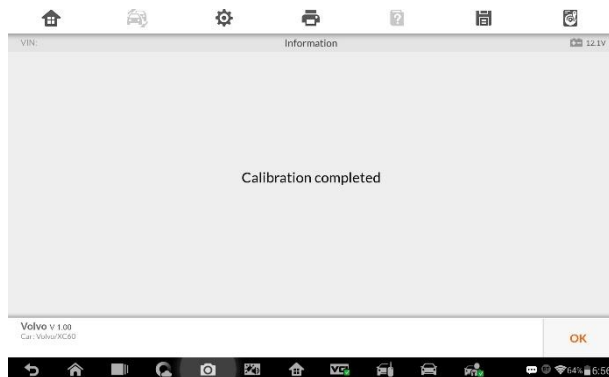 VIN:
Information
12.1V
Calibration completed
Volvo V 1.00
Car: Volvo/XC60
OK
64% 6:56